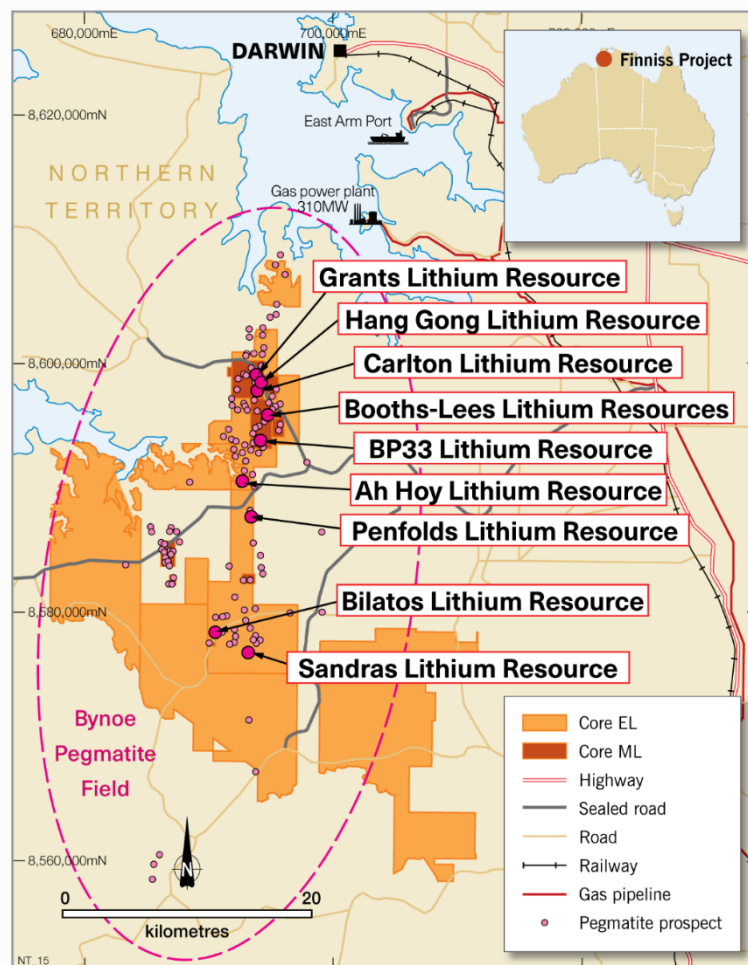 680,000mE
700,000mE
DARWIN
Finniss Project
8,620,000mN
East Arm Port
NORTHERN
TERRITORY
Gas power plant
310MW
Grants Lithium Resource
Hang Gong Lithium Resource
8,600,000mN
Carlton Lithium Resource
Booths-Lees Lithium Resources
BP33 Lithium Resource
Ah Hoy Lithium Resource
Penfolds Lithium Resource
8,580,000mN
Bilatos Lithium Resource
Sandras Lithium Resource
Bynoe
Pegmatite
Field
Core EL
Core ML
Highway
Sealed road
Road
Railway
Gas pipeline
Pegmatite prospect
8,560,000mN
N
0 20
kilometres
NT_15